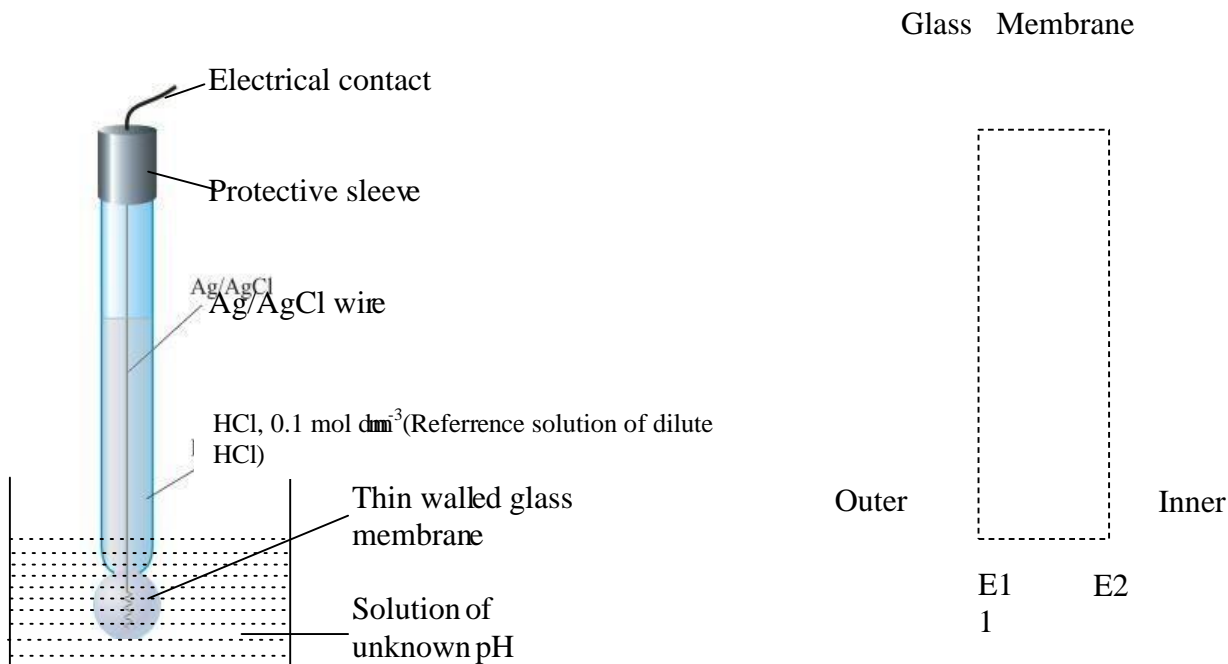 Glass Membrane
Electrical contact
Protective sleeve
Ag/AgCl
Ag/AgCl wire
HCl, 0.1 mol dm-3(Referrence solution of dilute
HCl)
Thin walled glass
membrane
Solution of
unknown pH
Outer
Inner
E1
1
E2